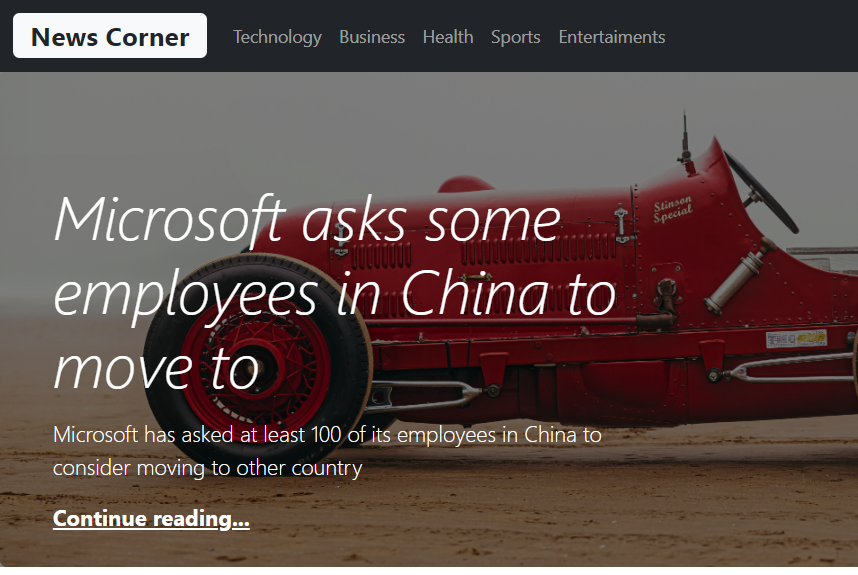 News Corner
Technology Business Health Sports Entertaiments
Microsoft asks some
employees in China to
move to
Microsoft has asked at least 100 of its employees in China to
consider moving to other country
Continue reading...
Stinson
Special